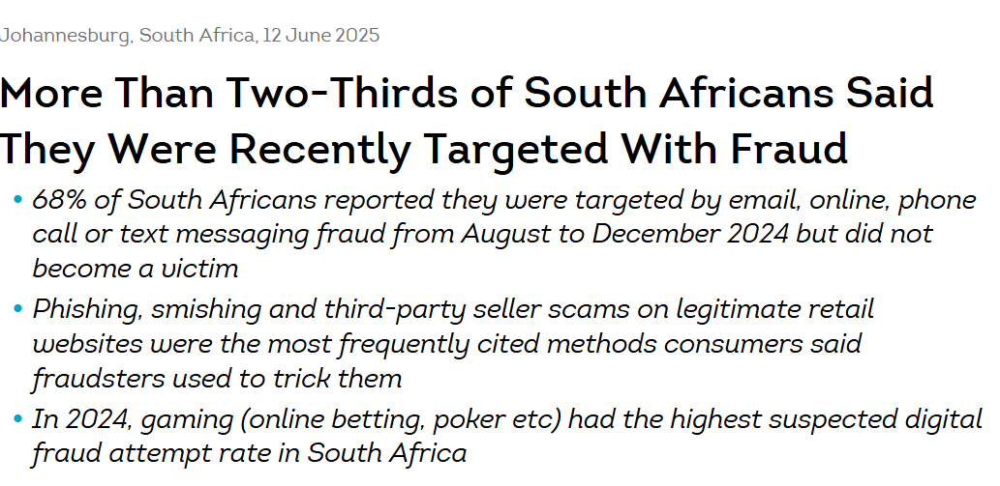 Johannesburg, South Africa, 12 June 2025
More Than Two-Thirds of South Africans Said
They Were Recently Targeted With Fraud
• 68% of South Africans reported they were targeted by email, online, phone
call or text messaging fraud from August to December 2024 but did not
become a victim
• Phishing, smishing and third-party seller scams on legitimate retail
websites were the most frequently cited methods consumers said
fraudsters used to trick them
• In 2024, gaming (online betting, poker etc) had the highest suspected digital
fraud attempt rate in South Africa